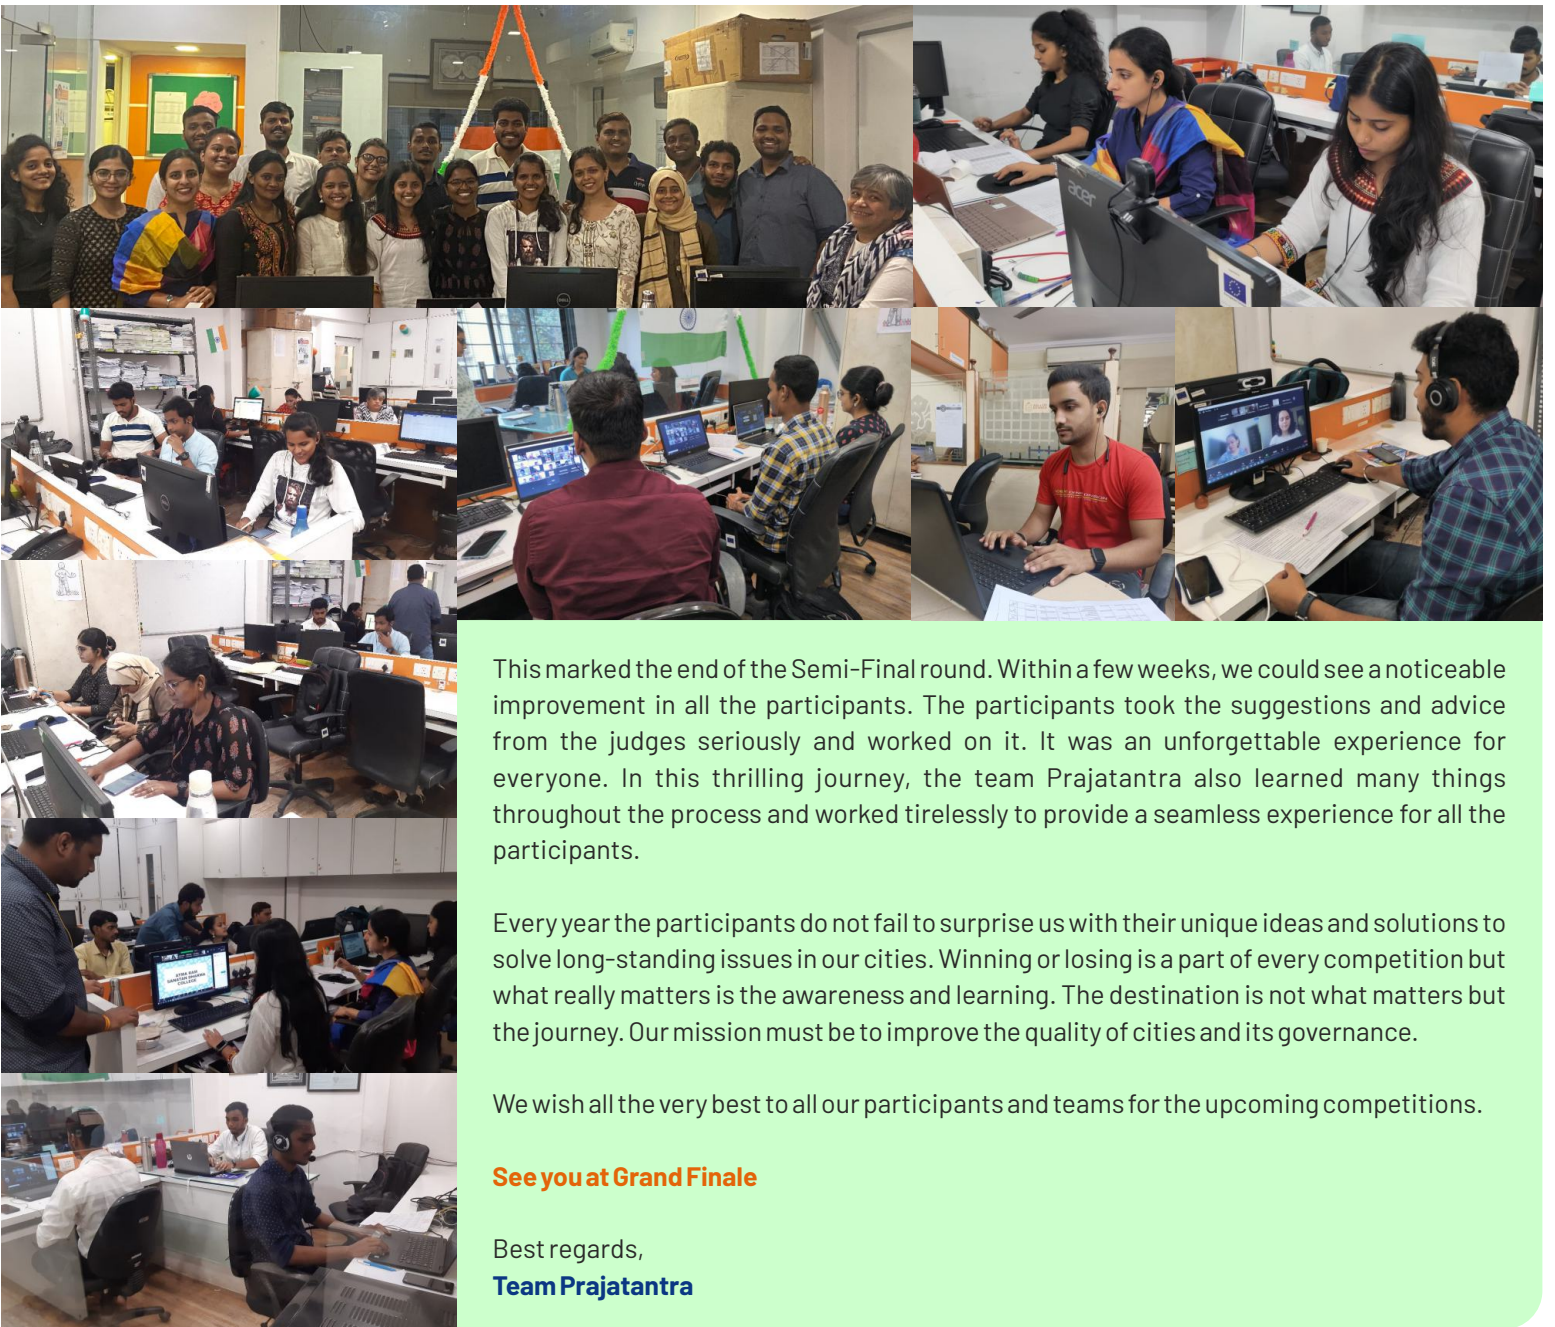 acer
DELL
ATMA RAM
SANATAN DHARMA
COLLEGE
This marked the end of the Semi-Final round. Within a few weeks, we could see a noticeable
improvement in all the participants. The participants took the suggestions and advice
from the judges seriously and worked on it. It was an unforgettable experience for
everyone. In this thrilling journey, the team Prajatantra also learned many things
throughout the process and worked tirelessly to provide a seamless experience for all the
participants.
Every year the participants do not fail to surprise us with their unique ideas and solutions to
solve long-standing issues in our cities. Winning or losing is a part of every competition but
what really matters is the awareness and learning. The destination is not what matters but
the journey. Our mission must be to improve the quality of cities and its governance.
We wish all the very best to all our participants and teams for the upcoming competitions.
See you at Grand Finale
Best regards,
Team Prajatantra